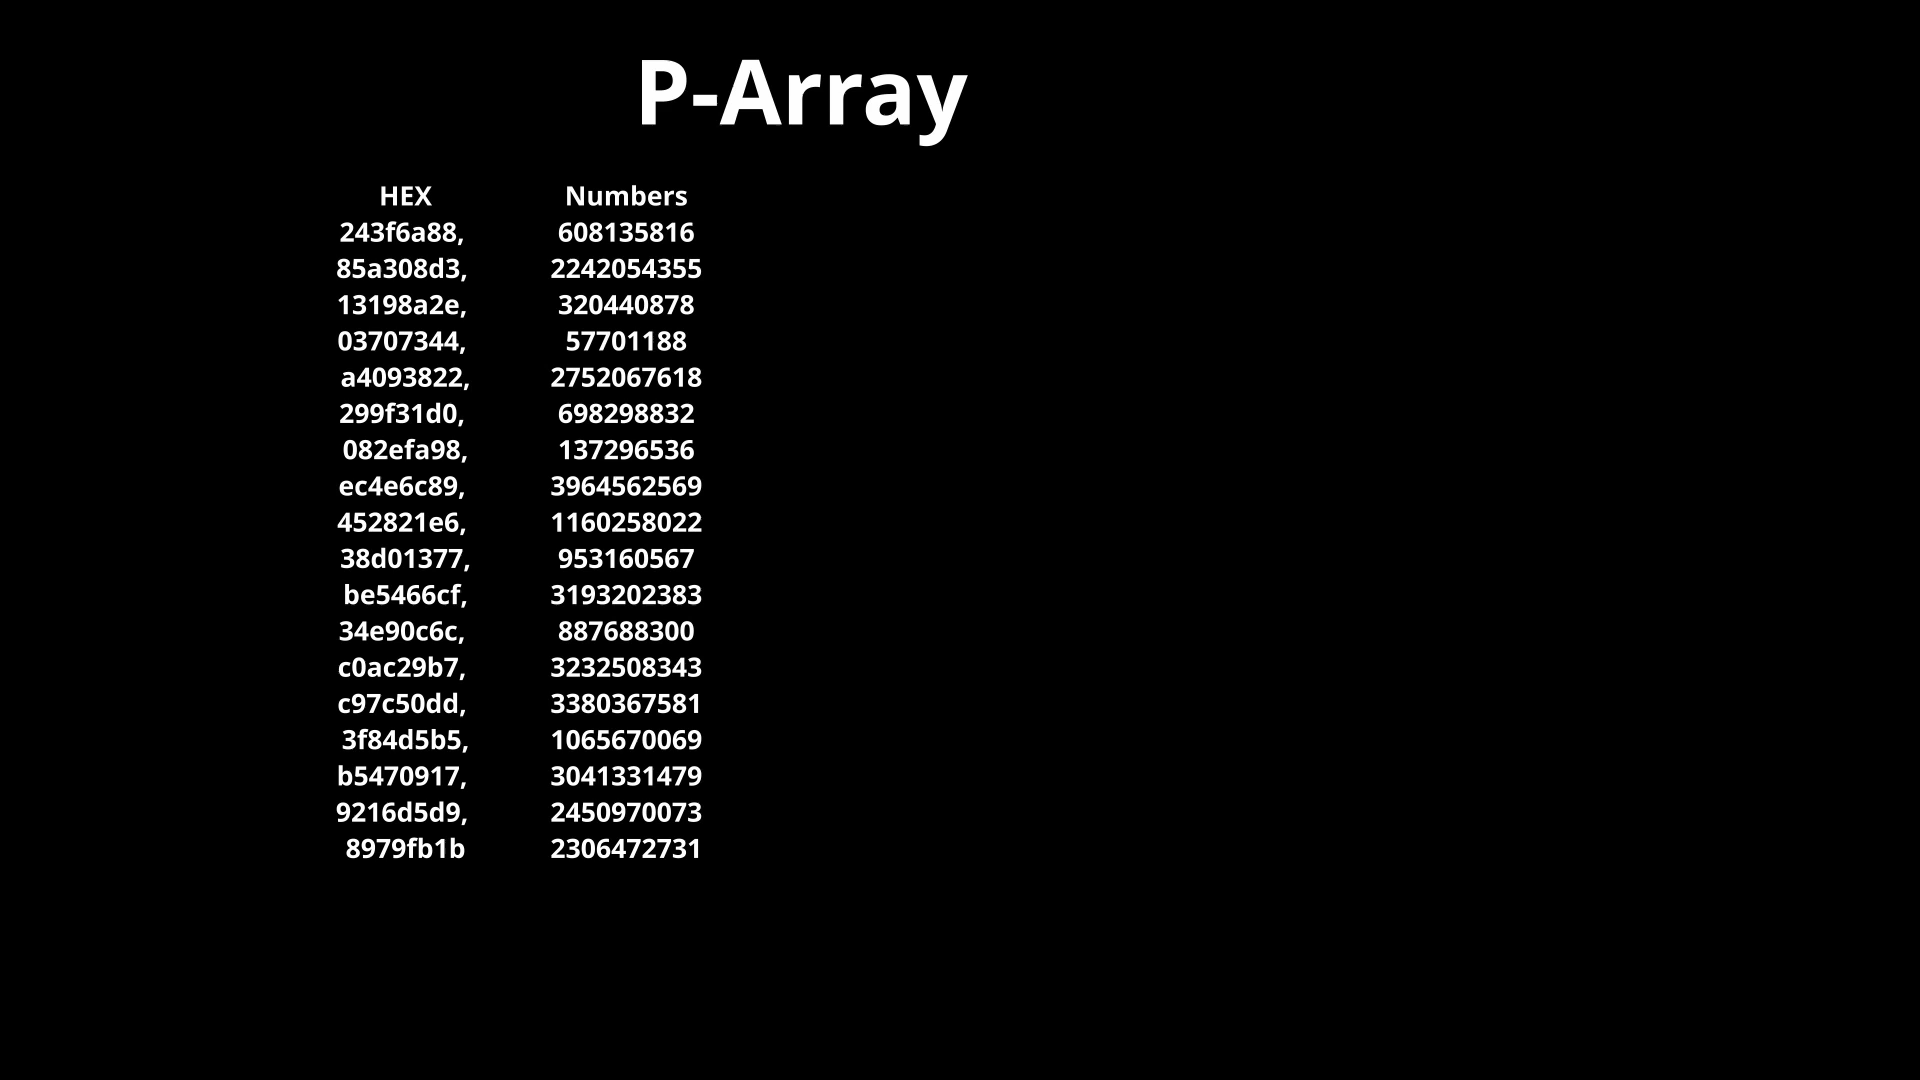 P-Array
HEX Numbers
243f6a88, 608135816
85a308d3, 2242054355
13198a2e, 320440878
03707344, 57701188
a4093822, 2752067618
299f31d0, 698298832
082efa98, 137296536
ec4e6c89, 3964562569
452821e6, 1160258022
38d01377, 953160567
be5466cf, 3193202383
34e90c6c, 887688300
c0ac29b7, 3232508343
c97c50dd, 3380367581
3f84d5b5, 1065670069
b5470917, 3041331479
9216d5d9, 2450970073
8979fb1b 2306472731